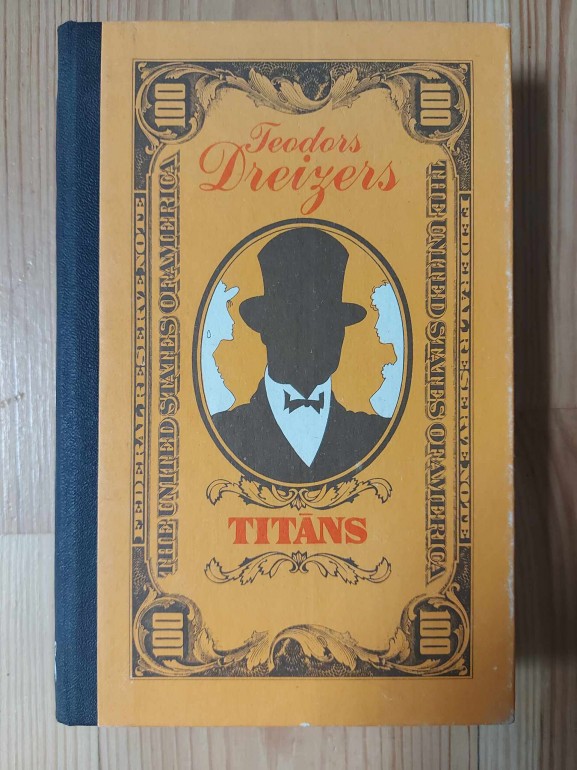 100
100
Teodors
Dreizers
THE UNITED STATES OF AMERICA
FEDERAL RESERVE NOTE
THE UNITED STATES OF AMERICA
FEDERAL RESERVE NOTE
TITĀNS
100
100